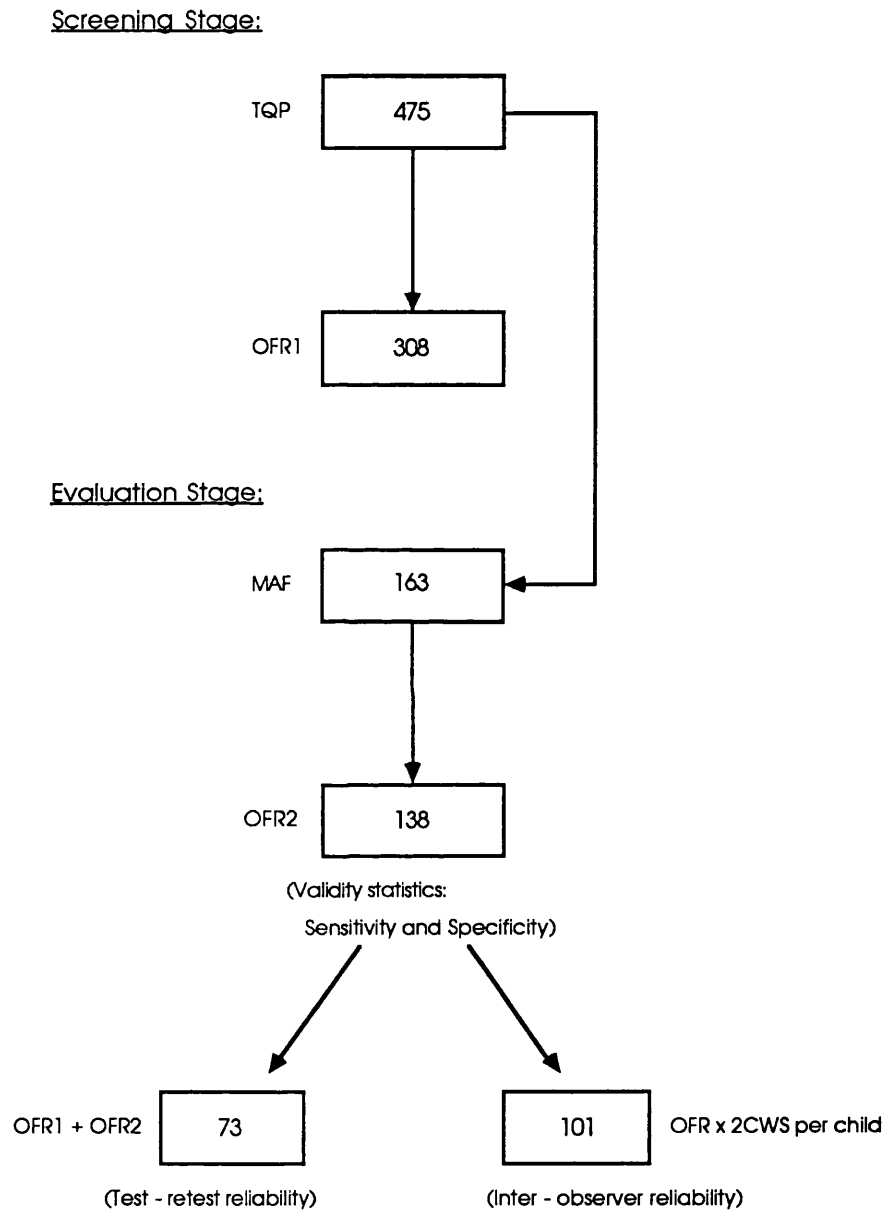 Screening Stage:
TQP 475
OFR1 308
Evaluation Stage:
MAF 163
OFR2 138
(Validity statistics:
Sensitivity and Specificity)
OFR1 + OFR2 73 101 OFR x 2CWS per child
(Test - retest reliability) (Inter - observer reliability)